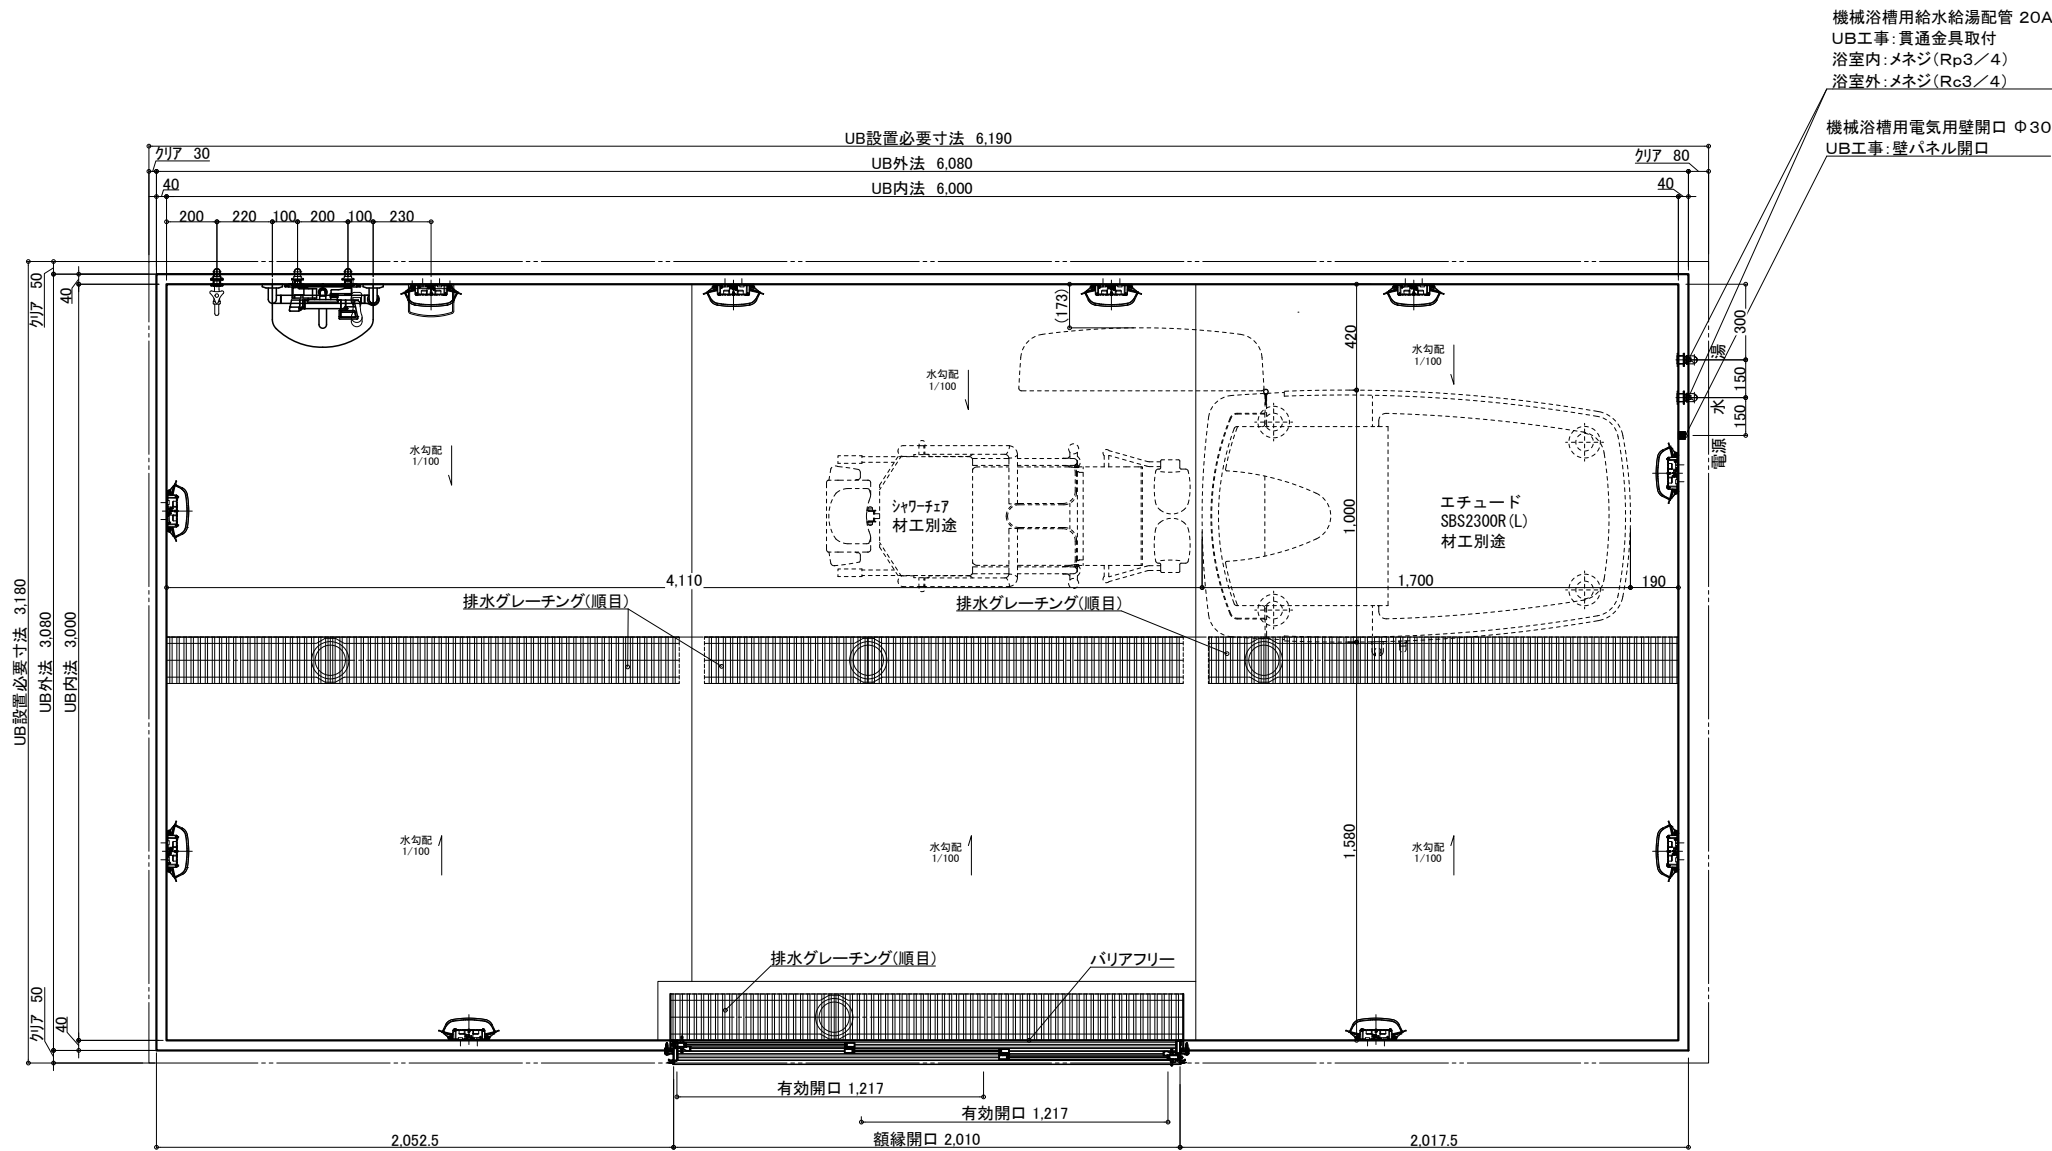 機械浴槽用給水給湯配管 20A
UB工事:貫通金具取付
浴室内:メネジ(Rp3／4)
浴室外:メネジ(Rc3／4)
機械浴槽用電気用壁開口 Φ30
UB工事:壁パネル開口
UB設置必要寸法 6,190
クリア 30
UB外法 6,080
クリア 80
40
UB内法 6,000
40
200
220
100
200
100
230
クリア 50
40
(173)
420
300
湯
150
水
150
電源
水勾配
1/100
水勾配
1/100
水勾配
1/100
シャワーチェア
材工別途
1,000
エチュード
SBS2300R(L)
材工別途
4,110
1,700
190
排水グレーチング(順目)
排水グレーチング(順目)
UB設置必要寸法 3,180
UB外法 3,080
UB内法 3,000
水勾配
1/100
水勾配
1/100
1,580
水勾配
1/100
排水グレーチング(順目)
バリアフリー
クリア 50
40
有効開口 1,217
有効開口 1,217
2,052.5
額縁開口 2,010
2,017.5